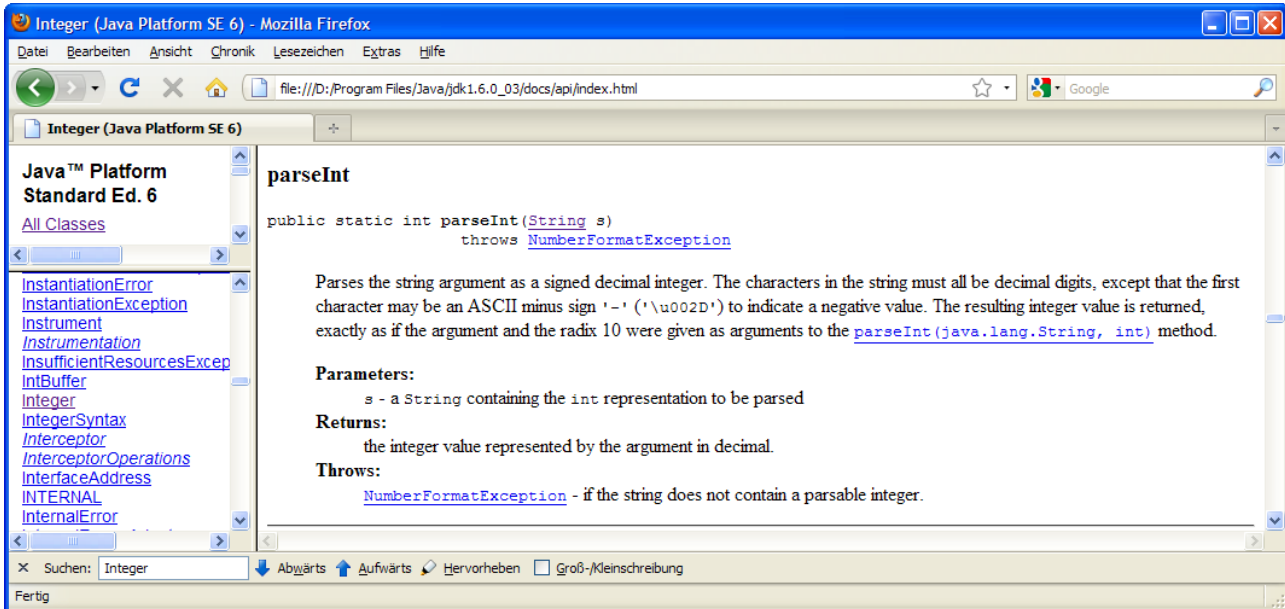 Integer (Java Platform SE 6) - Mozilla Firefox
Datei Bearbeiten Ansicht Chronik Lesezeichen Extras Hilfe
file:///D:/Program Files/Java/jdk1.6.0_03/docs/api/index.html
Google
Integer (Java Platform SE 6)
Java™ Platform
Standard Ed. 6
All Classes
InstantiationError
InstantiationException
Instrument
Instrumentation
InsufficientResourcesExcep
IntBuffer
Integer
IntegerSyntax
Interceptor
InterceptorOperations
InterfaceAddress
INTERNAL
InternalError
parseInt
public static int parseInt(String s)
throws NumberFormatException
Parses the string argument as a signed decimal integer. The characters in the string must all be decimal digits, except that the first
character may be an ASCII minus sign '-' ('\u002D') to indicate a negative value. The resulting integer value is returned,
exactly as if the argument and the radix 10 were given as arguments to the parseInt(java.lang.String, int) method.
Parameters:
s - a String containing the int representation to be parsed
Returns:
the integer value represented by the argument in decimal.
Throws:
NumberFormatException - if the string does not contain a parsable integer.
Suchen: Integer Abwärts Aufwärts Hervorheben Groß-/Kleinschreibung
Fertig